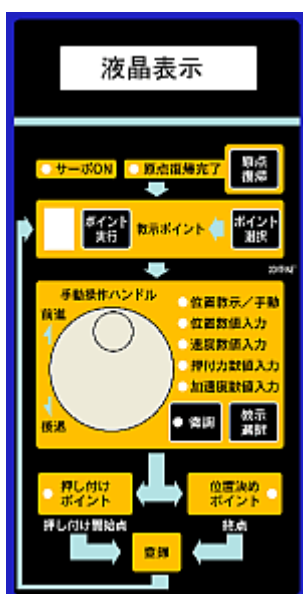 液晶表示
サーボON
原点復帰完了
原点
復帰
ポイント
実行
教示ポイント
ポイント
選択
手動操作ハンドル
前進
後退
位置教示／手動
位置数値入力
速度数値入力
押付力数値入力
加速度数値入力
微調
教示
選択
押し付け
ポイント
位置決め
ポイント
押し付け開始点
終点
登録